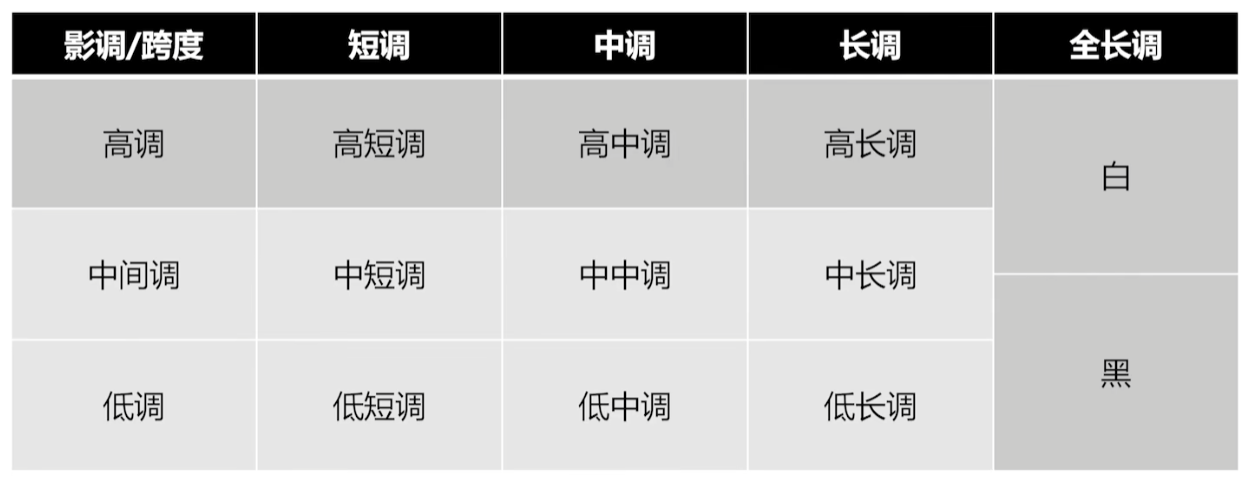 影调/跨度 短调 中调 长调 全长调
高调 高短调 高中调 高长调
白
中间调 中短调 中中调 中长调
黑
低调 低短调 低中调 低长调